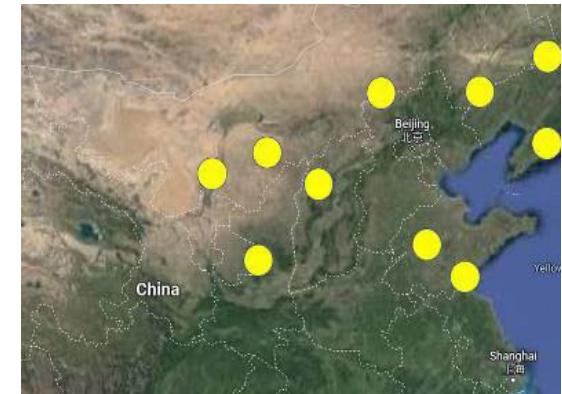 Beijing
北京
China
Yellow
Shanghai
上海